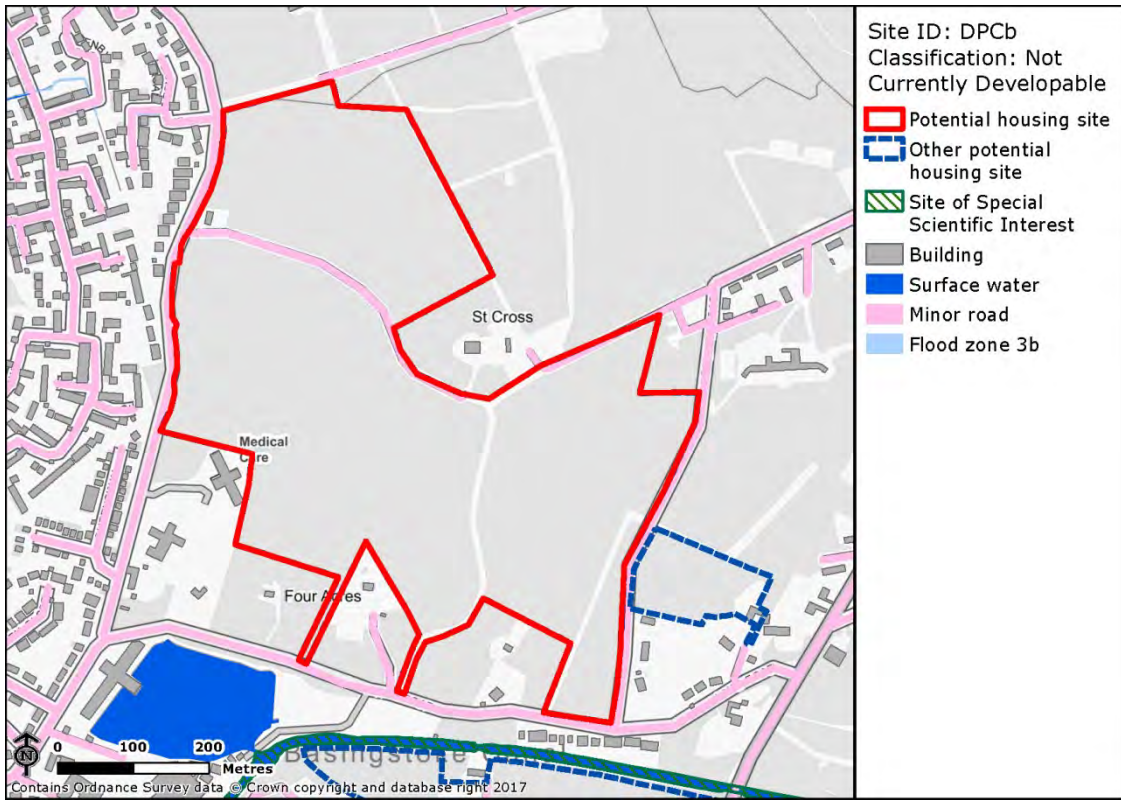 Site ID: DPCb
Classification: Not
Currently Developable
Potential housing site
Other potential
housing site
Site of Special
Scientific Interest
Building
Surface water
Minor road
Flood zone 3b
St Cross
Medical
Care
Four Acres
Basingstoke
N
0 100 200
Metres
Contains Ordnance Survey data © Crown copyright and database right 2017